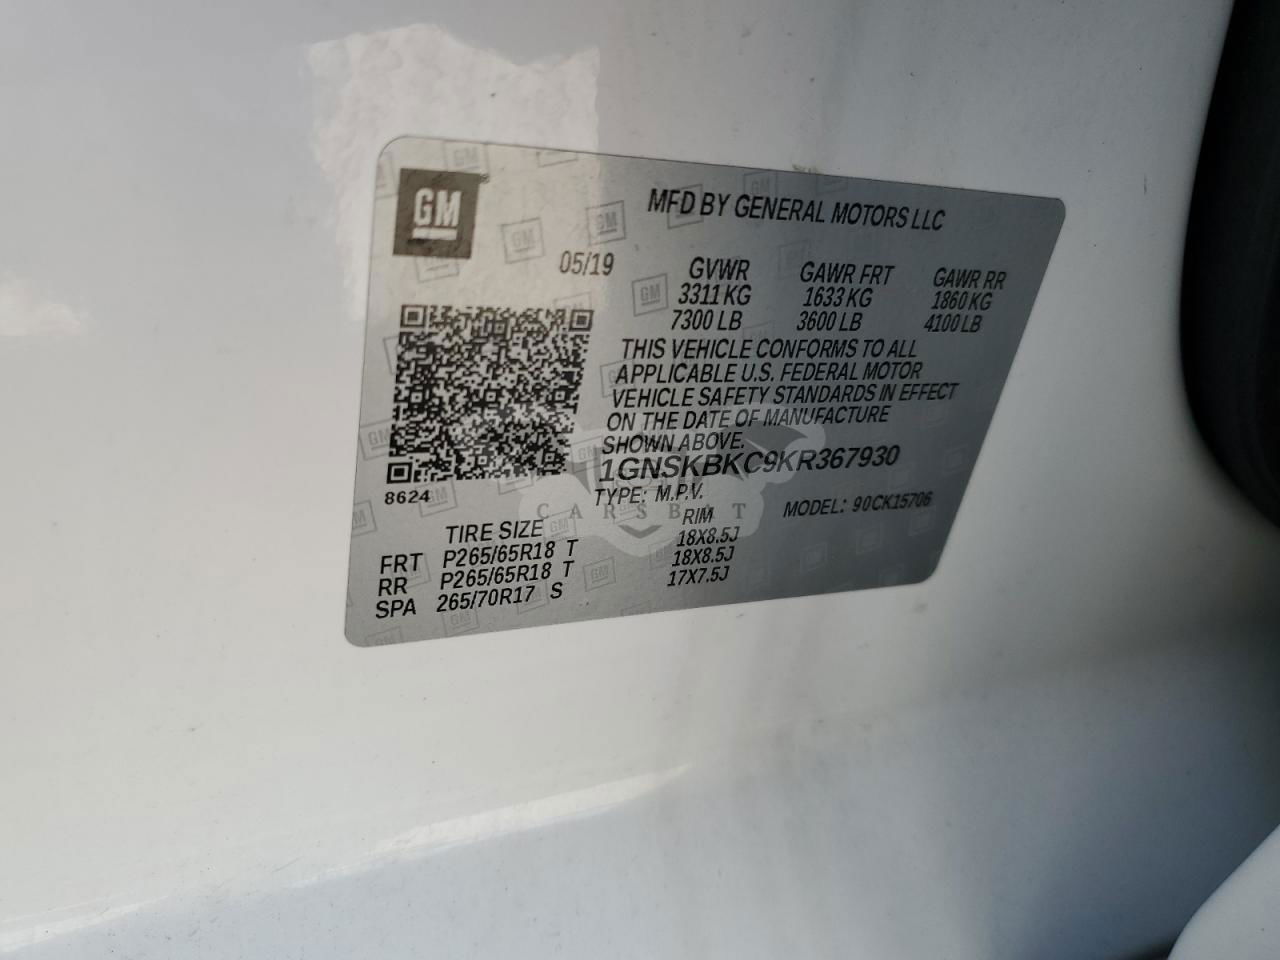 GM
MFD BY GENERAL MOTORS LLC
05/19
GVWR GAWR FRT GAWR RR
3311 KG 1633 KG 1860 KG
7300 LB 3600 LB 4100 LB
THIS VEHICLE CONFORMS TO ALL
APPLICABLE U.S. FEDERAL MOTOR
VEHICLE SAFETY STANDARDS IN EFFECT
ON THE DATE OF MANUFACTURE
SHOWN ABOVE.
1GNSKBKC9KR367930
8624
TYPE: M.P.V. MODEL: 90CK15706
CARSBAT
TIRE SIZE RIM
FRT P265/65R18 T 18X8.5J
RR P265/65R18 T 18X8.5J
SPA 265/70R17 S 17X7.5J